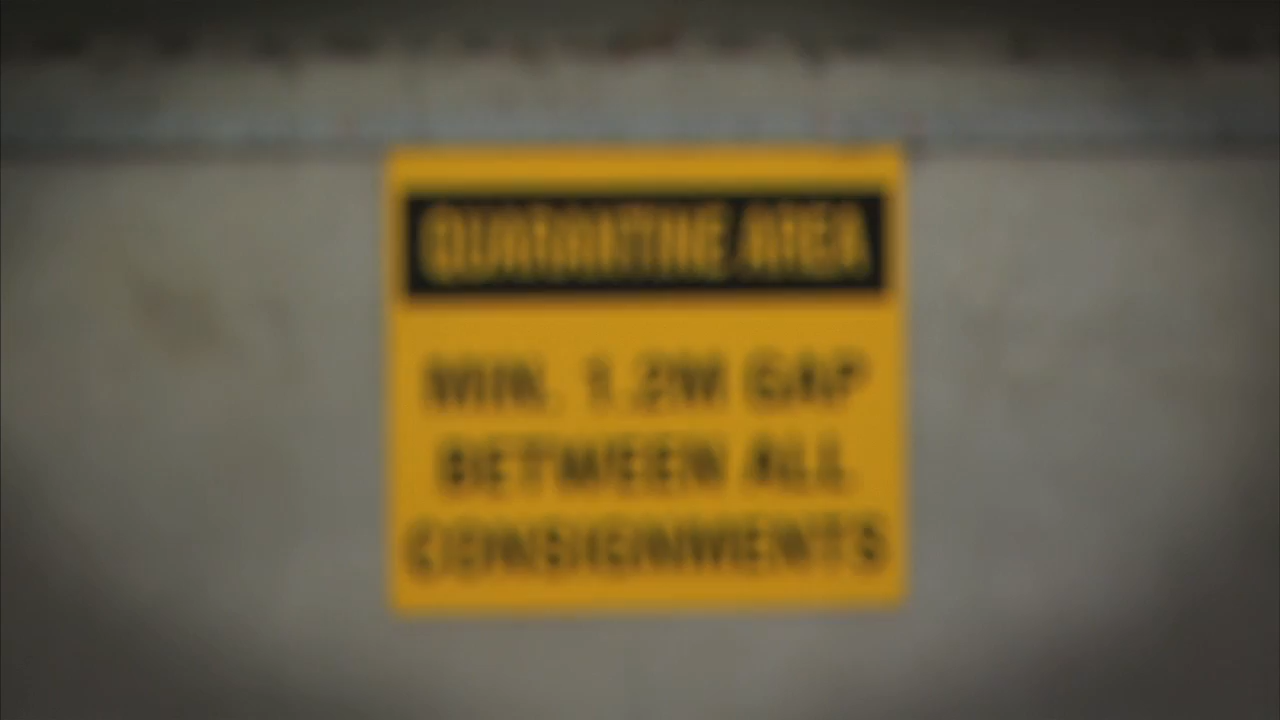 QUARANTINE AREA
MIN. 1.2M GAP
BETWEEN ALL
CONSIGNMENTS